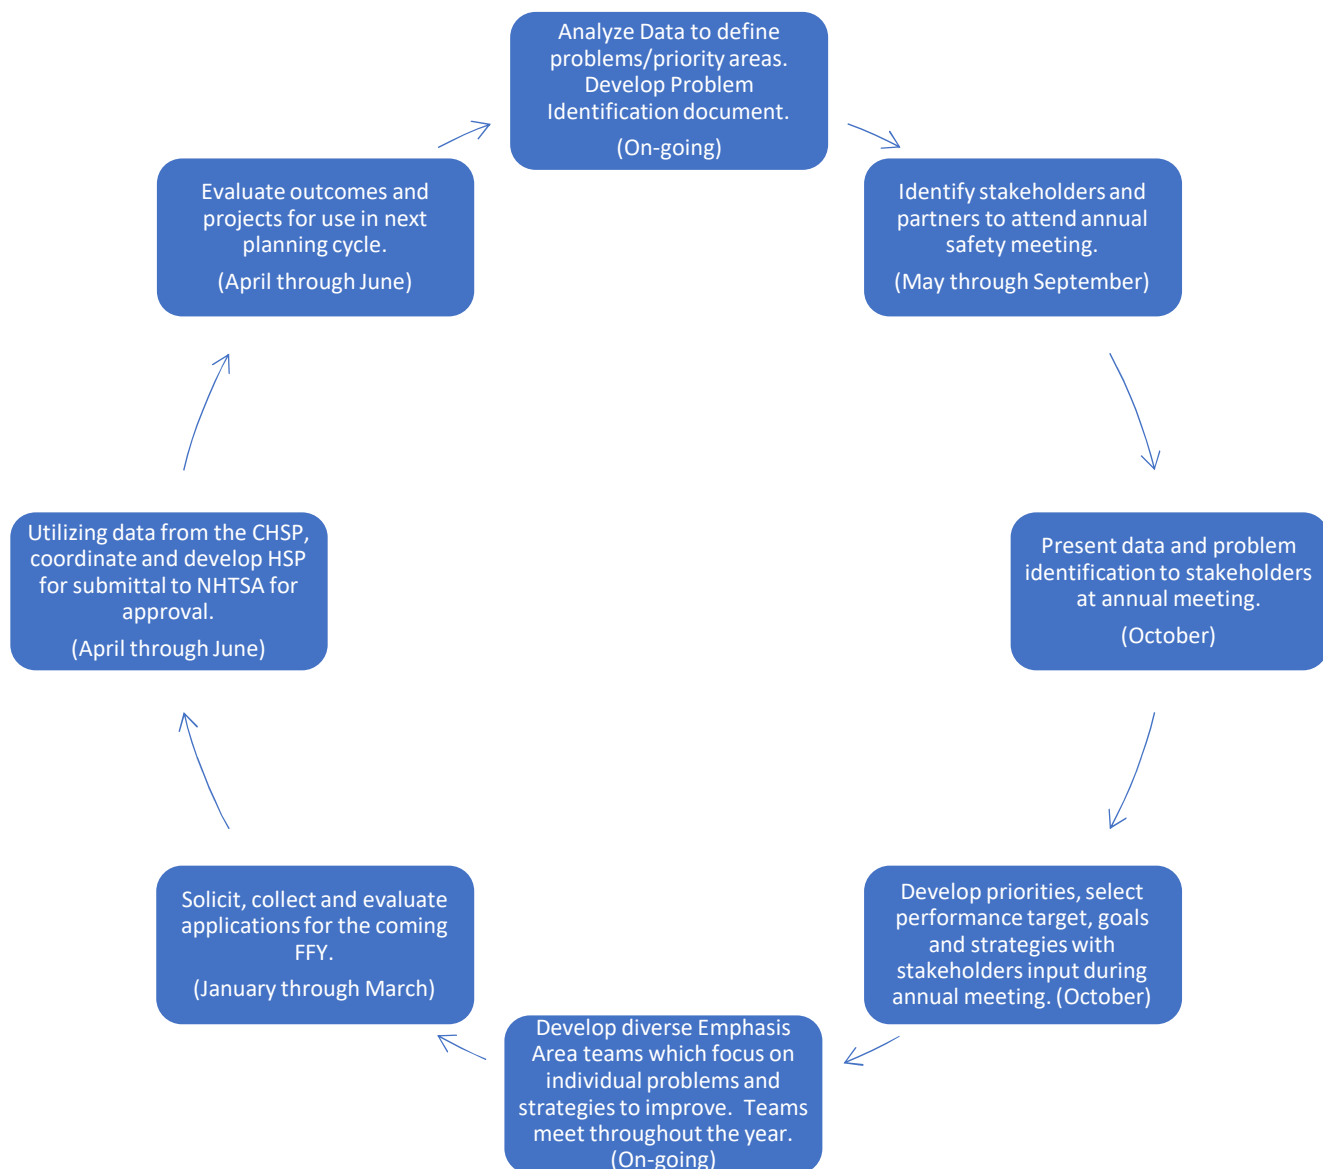 Analyze Data to define
problems/priority areas.
Develop Problem
Identification document.
(On-going)
Identify stakeholders and
partners to attend annual
safety meeting.
(May through September)
Present data and problem
identification to stakeholders
at annual meeting.
(October)
Develop priorities, select
performance target, goals
and strategies with
stakeholders input during
annual meeting. (October)
Develop diverse Emphasis
Area teams which focus on
individual problems and
strategies to improve.  Teams
meet throughout the year.
(On-going)
Solicit, collect and evaluate
applications for the coming
FFY.
(January through March)
Utilizing data from the CHSP,
coordinate and develop HSP
for submittal to NHTSA for
approval.
(April through June)
Evaluate outcomes and
projects for use in next
planning cycle.
(April through June)